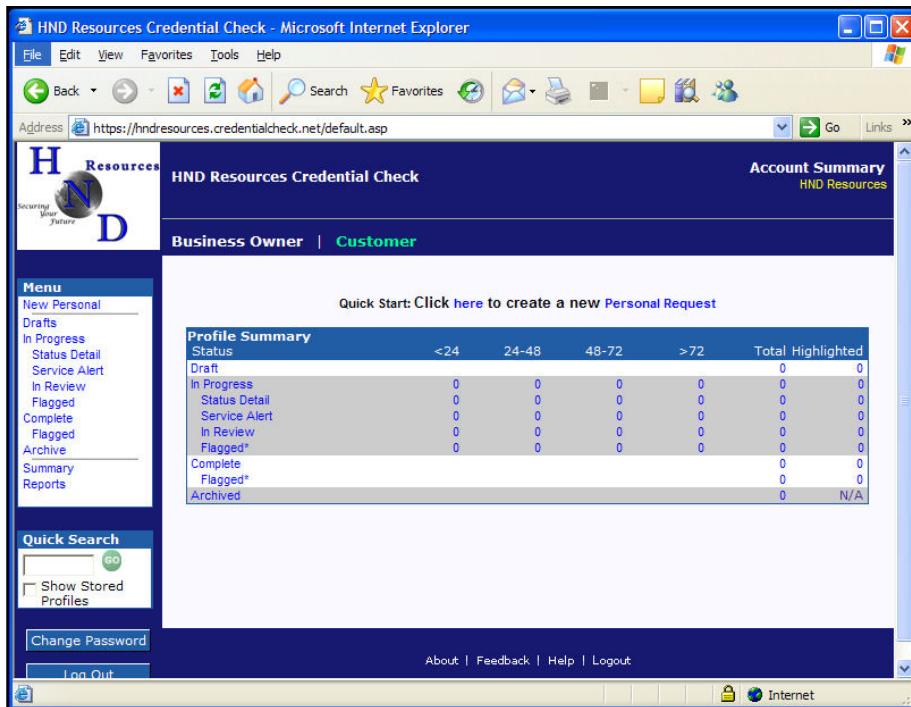 HND Resources Credential Check - Microsoft Internet Explorer
File Edit View Favorites Tools Help
Back Search Favorites
Address https://hndresources.credentialcheck.net/default.asp Go Links »
H Resources
N
D
Securing
Your
Future
HND Resources Credential Check
Account Summary
HND Resources
Business Owner | Customer
Menu
New Personal
Drafts
In Progress
Status Detail
Service Alert
In Review
Flagged
Complete
Flagged
Archive
Summary
Reports
Quick Search
GO
Show Stored
Profiles
Change Password
Log Out
Quick Start: Click here to create a new Personal Request
Profile Summary
Status <24 24-48 48-72 >72 Total Highlighted
Draft 0 0
In Progress 0 0 0 0 0 0
Status Detail 0 0 0 0 0 0
Service Alert 0 0 0 0 0 0
In Review 0 0 0 0 0 0
Flagged* 0 0 0 0 0 0
Complete 0 0
Flagged* 0 0
Archived 0 N/A
About | Feedback | Help | Logout
Internet